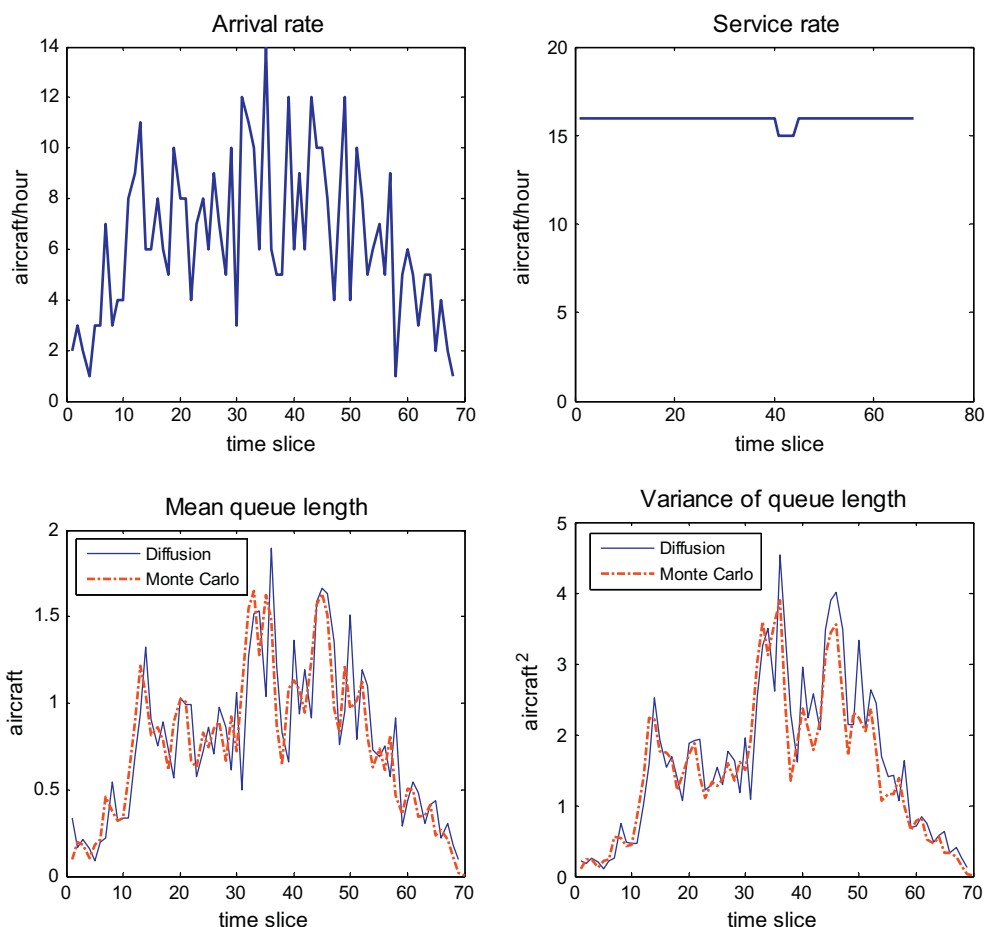 Arrival rate
14
12
10
8
6
4
2
0
aircraft/hour
0 10 20 30 40 50 60 70
time slice
Service rate
20
15
10
5
0
aircraft/hour
0 20 40 60 80
time slice
Mean queue length
2
1.5
1
0.5
0
aircraft
Diffusion
Monte Carlo
0 10 20 30 40 50 60 70
time slice
Variance of queue length
5
4
3
2
1
0
aircraft²
Diffusion
Monte Carlo
0 10 20 30 40 50 60 70
time slice